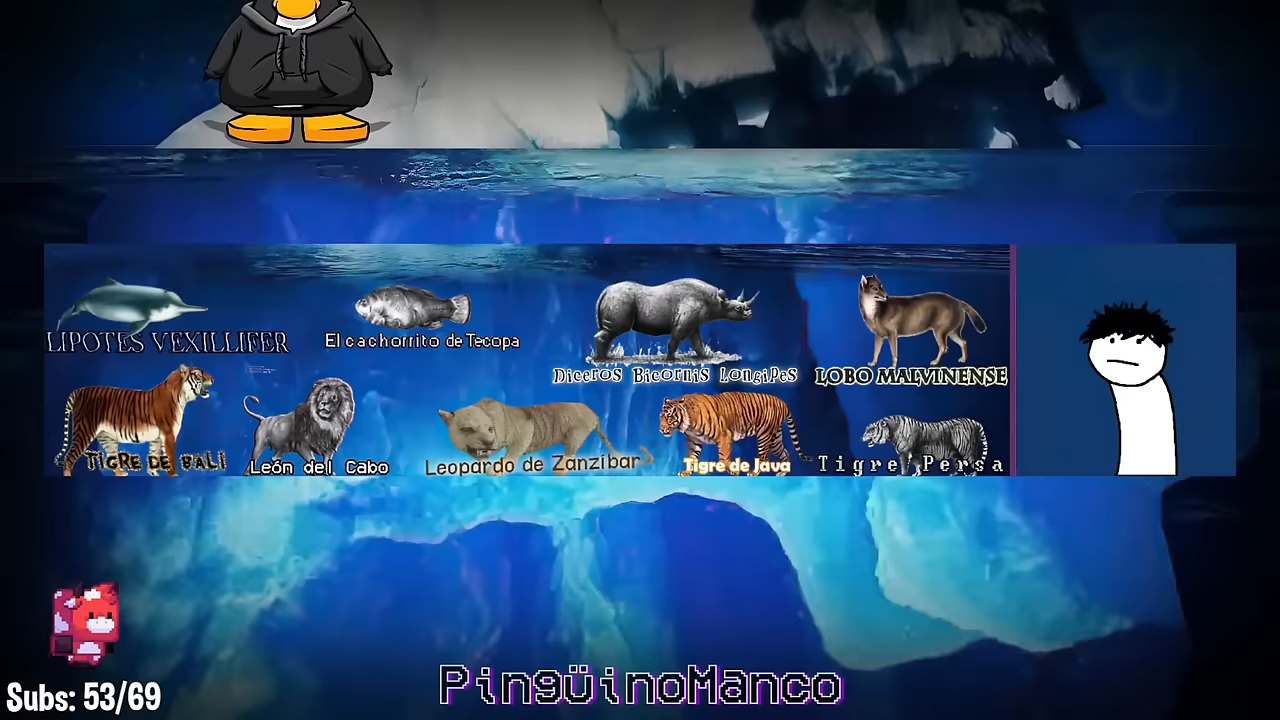 LIPOTES VEXILLIFER
El cachorrito de Tecopa
Diceros Bicornis Longipes
LOBO MALVINENSE
TIGRE DE BALI
León del Cabo
Leopardo de Zanzibar
Tigre de Java
Tigre Persa
PingüinoManco
Subs: 53/69